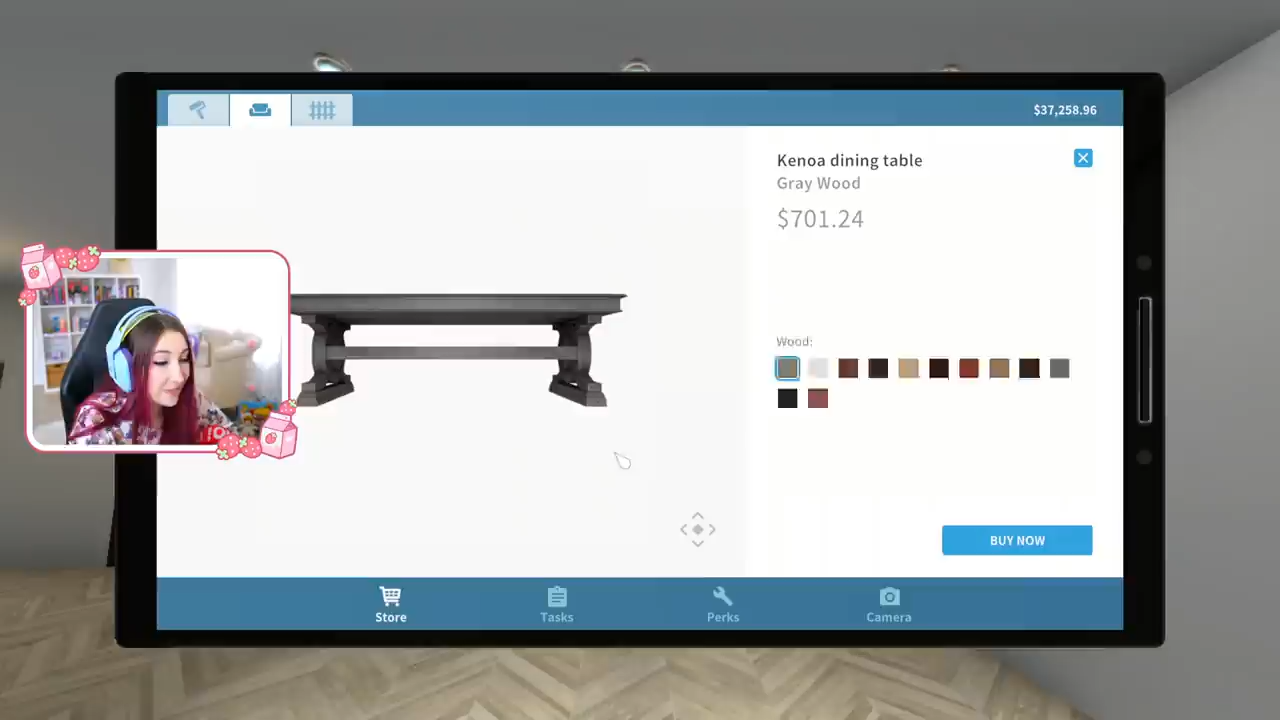 $37,258.96
Kenoa dining table
Gray Wood
$701.24
Wood:
BUY NOW
Store
Tasks
Perks
Camera